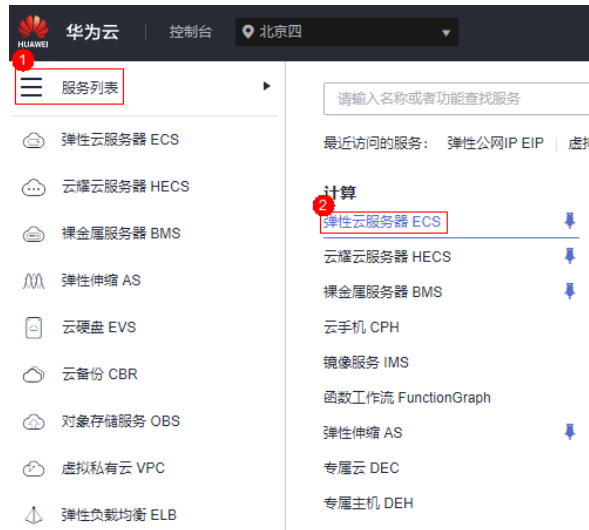 HUAWEI 华为云 控制台 北京四
1
服务列表
弹性云服务器 ECS
云耀云服务器 HECS
裸金属服务器 BMS
弹性伸缩 AS
云硬盘 EVS
云备份 CBR
对象存储服务 OBS
虚拟私有云 VPC
弹性负载均衡 ELB
请输入名称或者功能查找服务
最近访问的服务： 弹性公网IP EIP 虚拟
计算
2
弹性云服务器 ECS
云耀云服务器 HECS
裸金属服务器 BMS
云手机 CPH
镜像服务 IMS
函数工作流 FunctionGraph
弹性伸缩 AS
专属云 DEC
专属主机 DEH